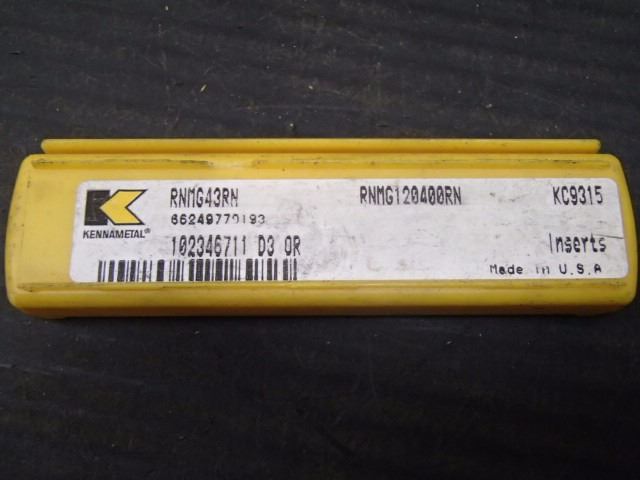 RNMG43RN RNMG120400RN KC9315
66249770193
KENNAMETAL®
102346711 D3 OR Inserts
Made in U.S.A